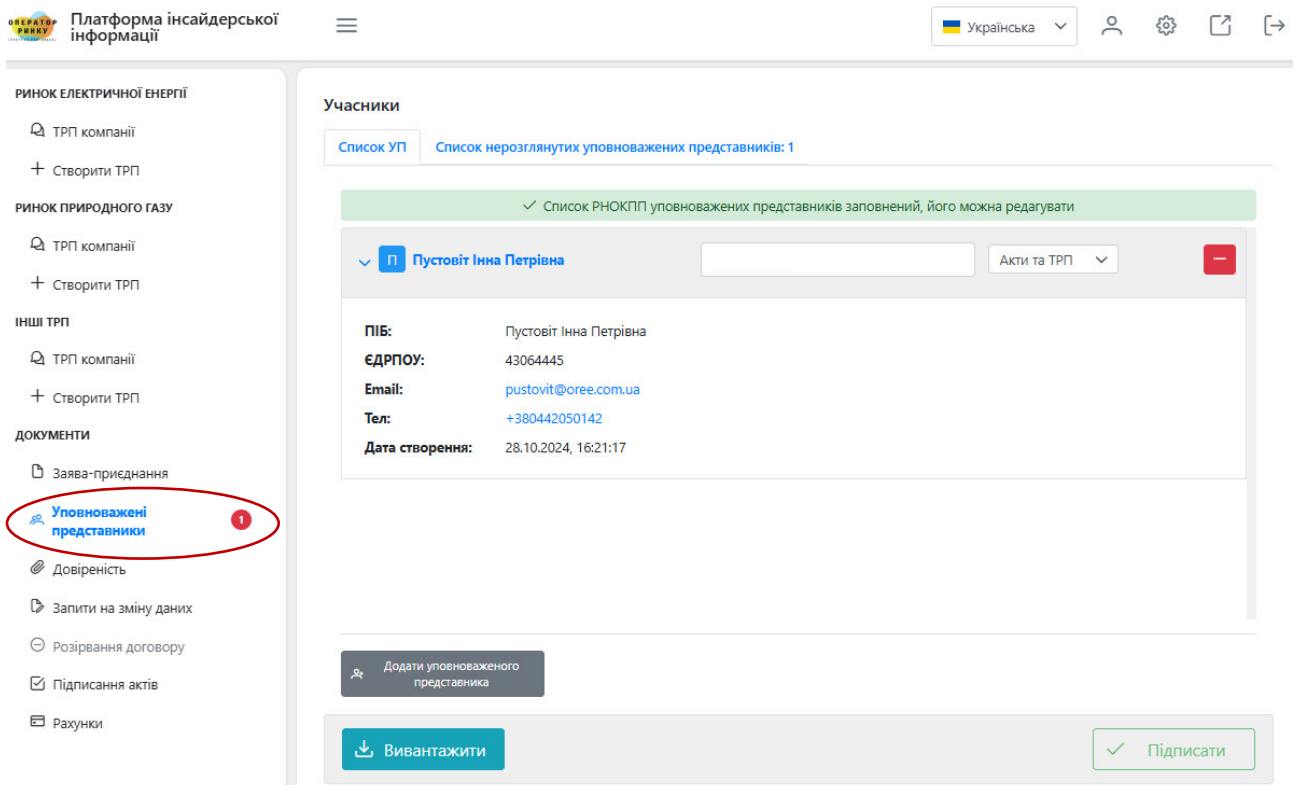 ОПЕРАТОР
РИНКУ
Платформа інсайдерської
інформації
Українська
РИНОК ЕЛЕКТРИЧНОЇ ЕНЕРГІЇ
ТРП компанії
Створити ТРП
РИНОК ПРИРОДНОГО ГАЗУ
ТРП компанії
Створити ТРП
ІНШІ ТРП
ТРП компанії
Створити ТРП
ДОКУМЕНТИ
Заява-приєднання
Уповноважені
представники
1
Довіреність
Запити на зміну даних
Розірвання договору
Підписання актів
Рахунки
Учасники
Список УП
Список нерозглянутих уповноважених представників: 1
Список РНОКПП уповноважених представників заповнений, його можна редагувати
П Пустовіт Інна Петрівна
Акти та ТРП
ПІБ: Пустовіт Інна Петрівна
ЄДРПОУ: 43064445
Email: pustovit@oree.com.ua
Тел: +380442050142
Дата створення: 28.10.2024, 16:21:17
Додати уповноваженого
представника
Вивантажити
Підписати